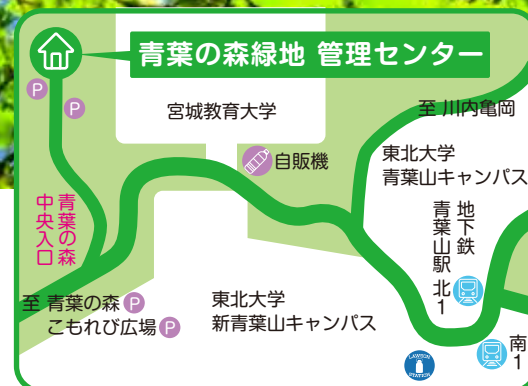 青葉の森緑地 管理センター
P
P
宮城教育大学
至 川内亀岡
自販機
東北大学
青葉山キャンパス
青葉の森
中央入口
地下鉄
青葉山駅
北1
至 青葉の森 P
こもれび広場 P
東北大学
新青葉山キャンパス
南1
LAWSON
STATION